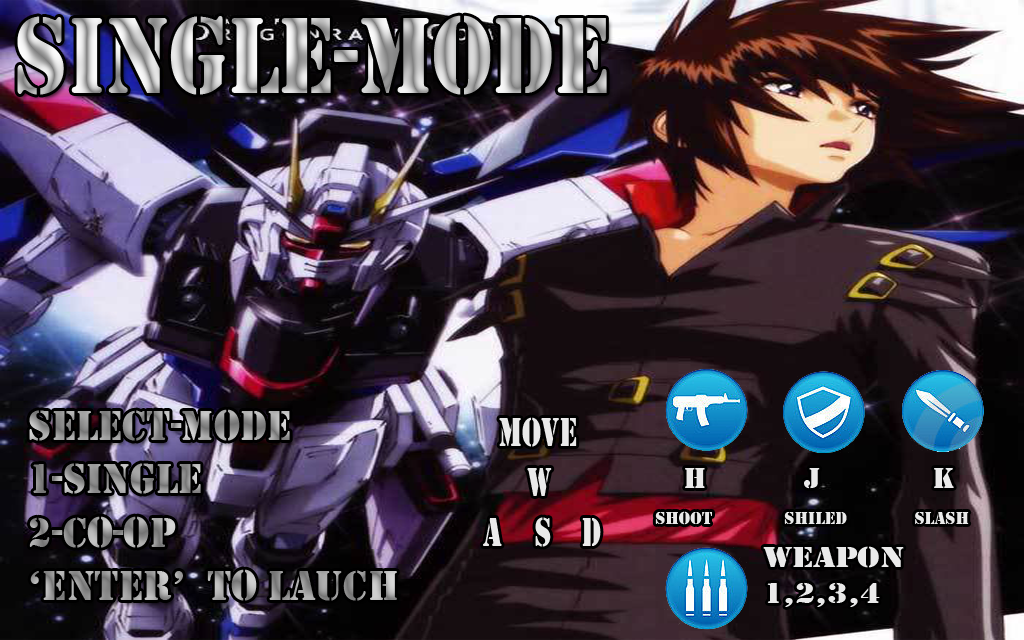 SINGLE-MODE
SELECT-MODE
1-SINGLE
2-CO-OP
‘ENTER’ TO LAUCH
MOVE
W
A S D
H J K
SHOOT SHILED SLASH
WEAPON
1,2,3,4